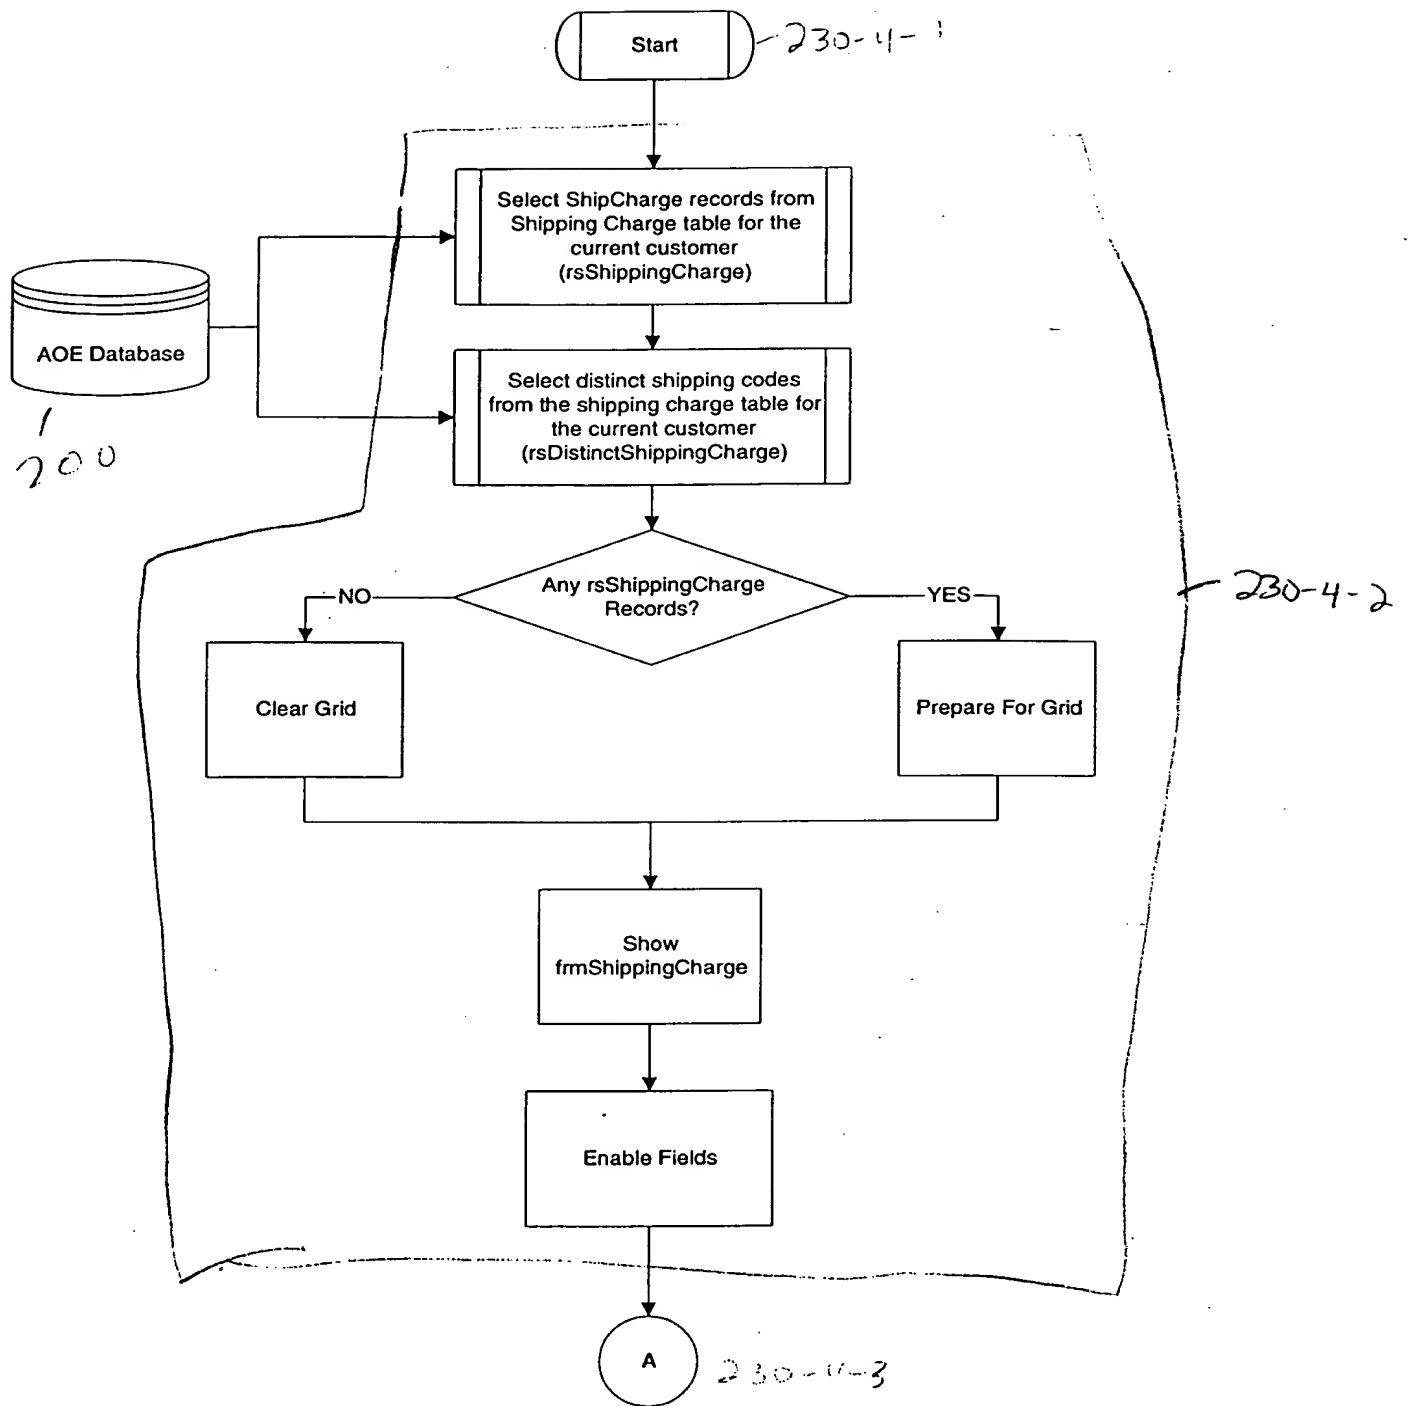 Start
230-4-1
Select ShipCharge records from
Shipping Charge table for the
current customer
(rsShippingCharge)
AOE Database
200
Select distinct shipping codes
from the shipping charge table for
the current customer
(rsDistinctShippingCharge)
Any rsShippingCharge
Records?
NO
YES
230-4-2
Clear Grid
Prepare For Grid
Show
frmShippingCharge
Enable Fields
A
230-4-3